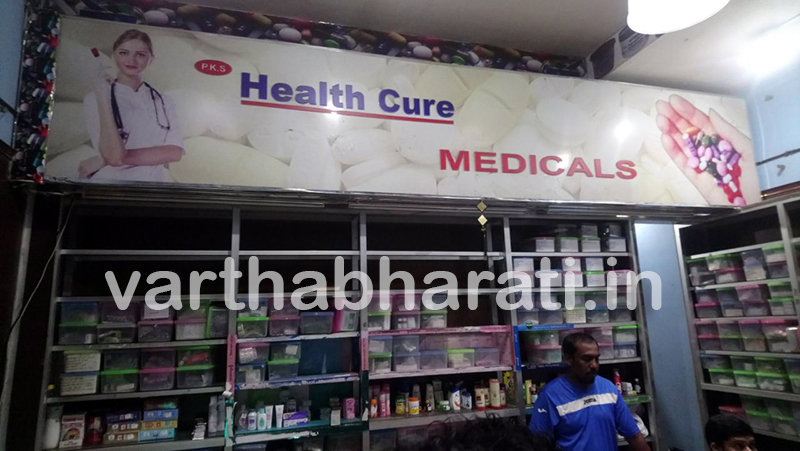 P.K.S
Health Cure
MEDICALS
varthabharati.in